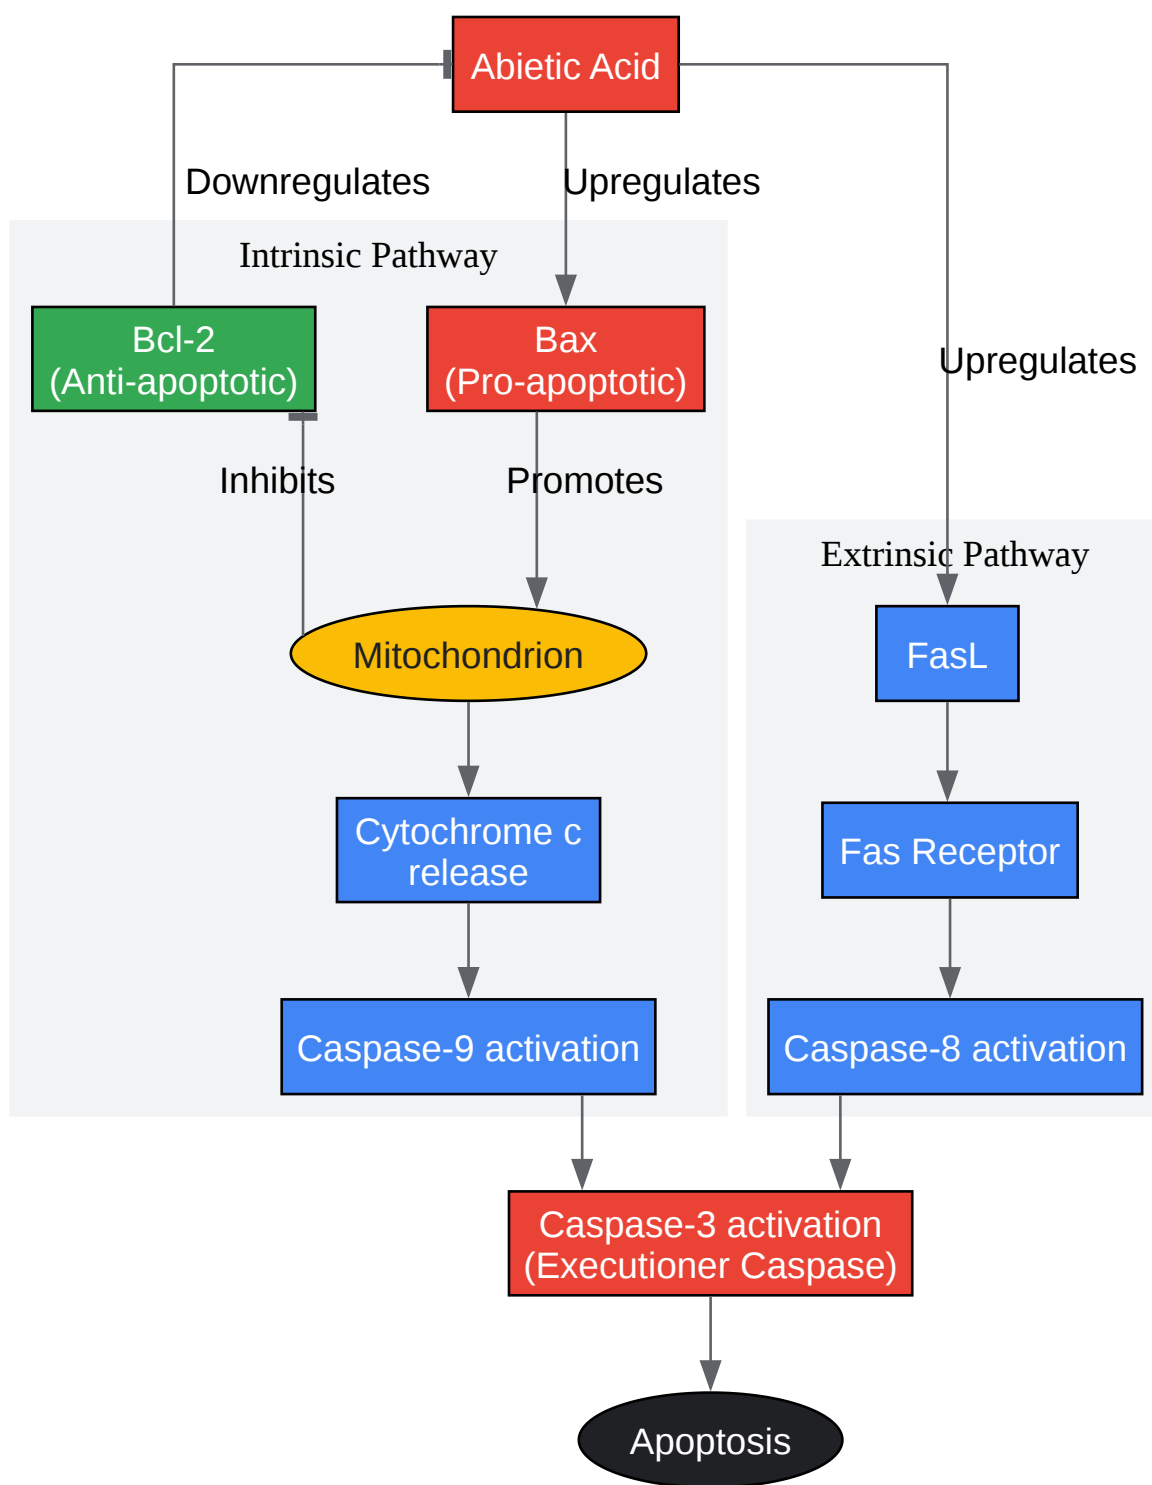 Abietic Acid
Downregulates
Upregulates
Intrinsic Pathway
Bcl-2
(Anti-apoptotic)
Bax
(Pro-apoptotic)
Upregulates
Inhibits
Promotes
Extrinsic Pathway
Mitochondrion
FasL
Cytochrome c
release
Fas Receptor
Caspase-9 activation
Caspase-8 activation
Caspase-3 activation
(Executioner Caspase)
Apoptosis